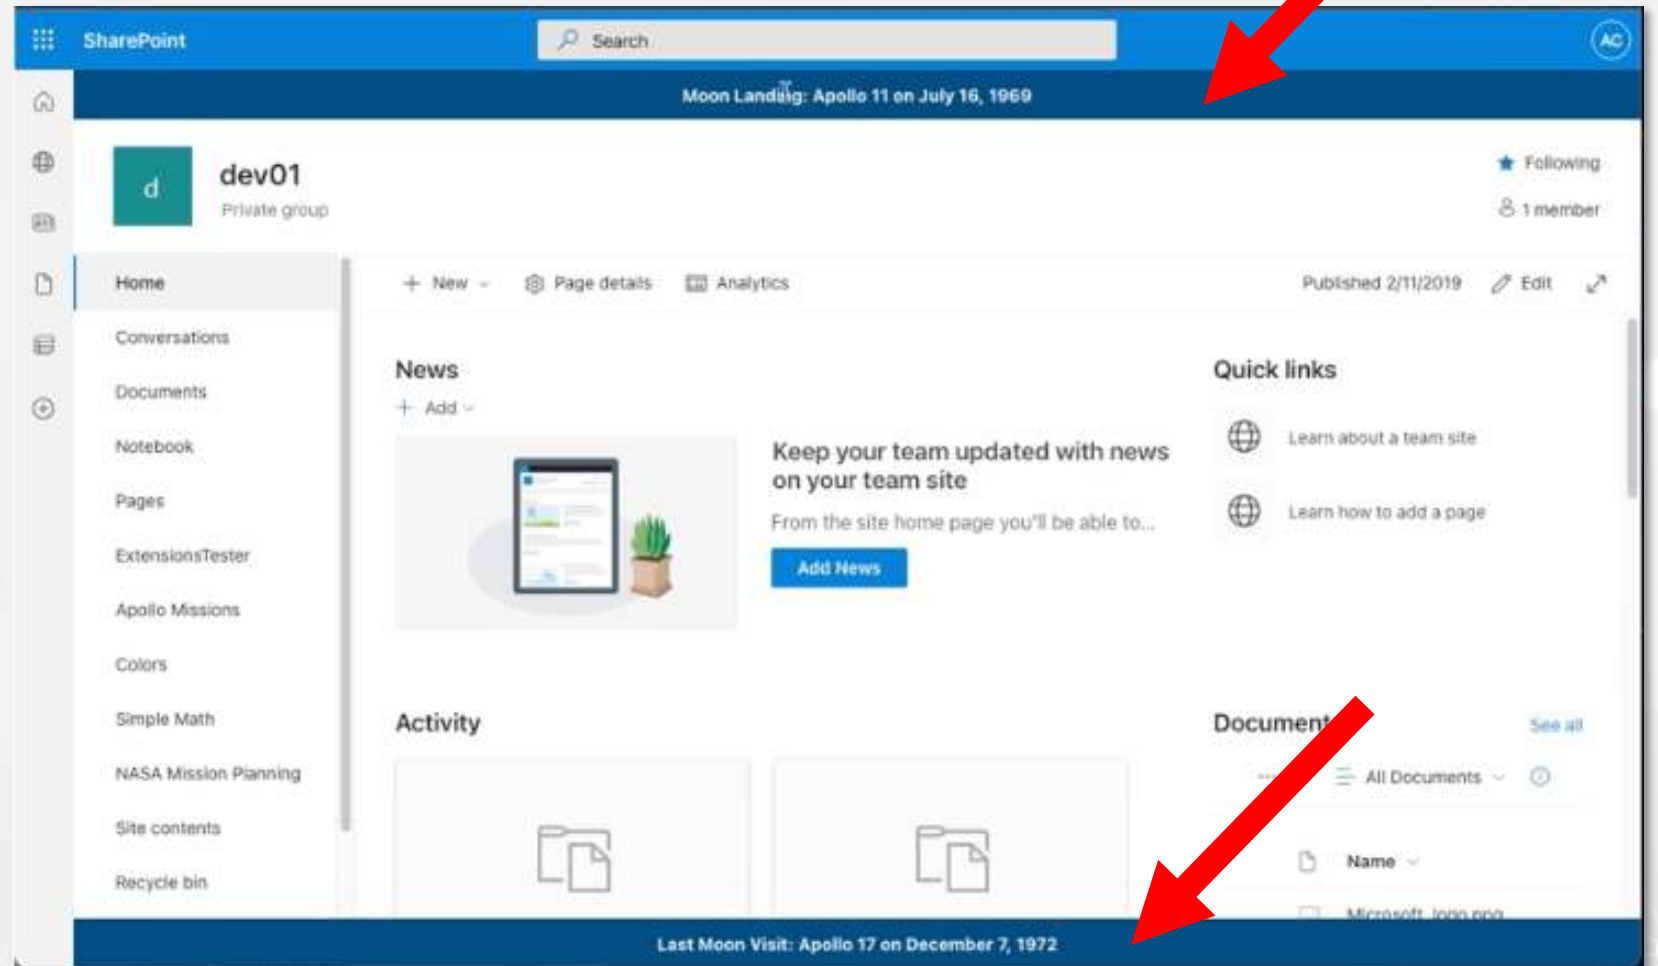 SharePoint
Search
AC
Moon Landing: Apollo 11 on July 16, 1969
d
dev01
Private group
Following
1 member
Home
Conversations
Documents
Notebook
Pages
ExtensionsTester
Apollo Missions
Colors
Simple Math
NASA Mission Planning
Site contents
Recycle bin
+ New
Page details
Analytics
Published 2/11/2019
Edit
News
+ Add
Keep your team updated with news
on your team site
From the site home page you'll be able to...
Add News
Quick links
Learn about a team site
Learn how to add a page
Activity
Document
See all
...
All Documents
Name
Microsoft_logo.png
Last Moon Visit: Apollo 17 on December 7, 1972